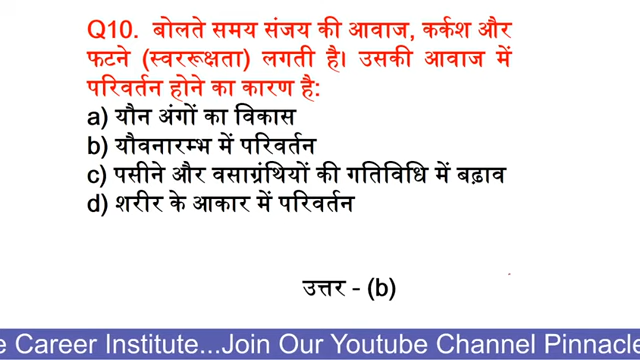 Q10. बोलते समय संजय की आवाज, कर्कश और
फटने (स्वररूक्षता) लगती है। उसकी आवाज में
परिवर्तन होने का कारण है:
a) यौन अंगों का विकास
b) यौवनारम्भ में परिवर्तन
c) पसीने और वसाग्रंथियों की गतिविधि में बढ़ाव
d) शरीर के आकार में परिवर्तन
उत्तर - (b)
e Career Institute...Join Our Youtube Channel Pinnacle